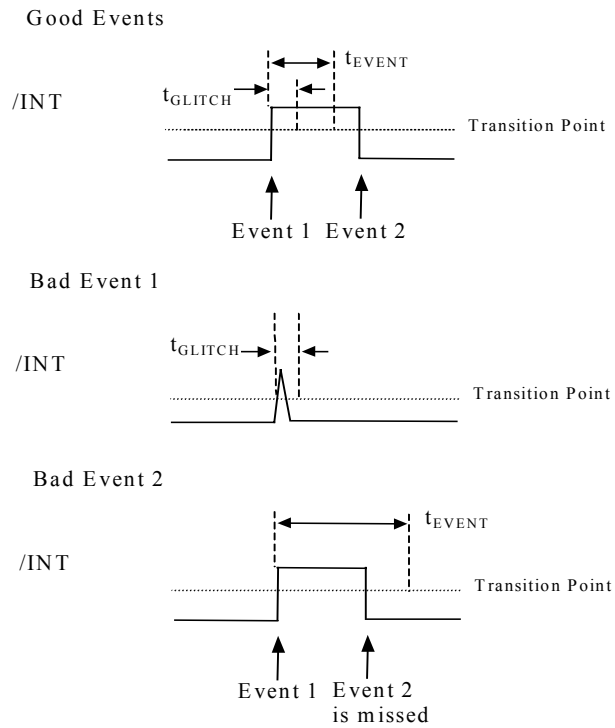 Good Events
tEVENT
tGLITCH
/INT
Transition Point
Event 1
Event 2
Bad Event 1
tGLITCH
/INT
Transition Point
Bad Event 2
tEVENT
/INT
Transition Point
Event 1
Event 2
is missed